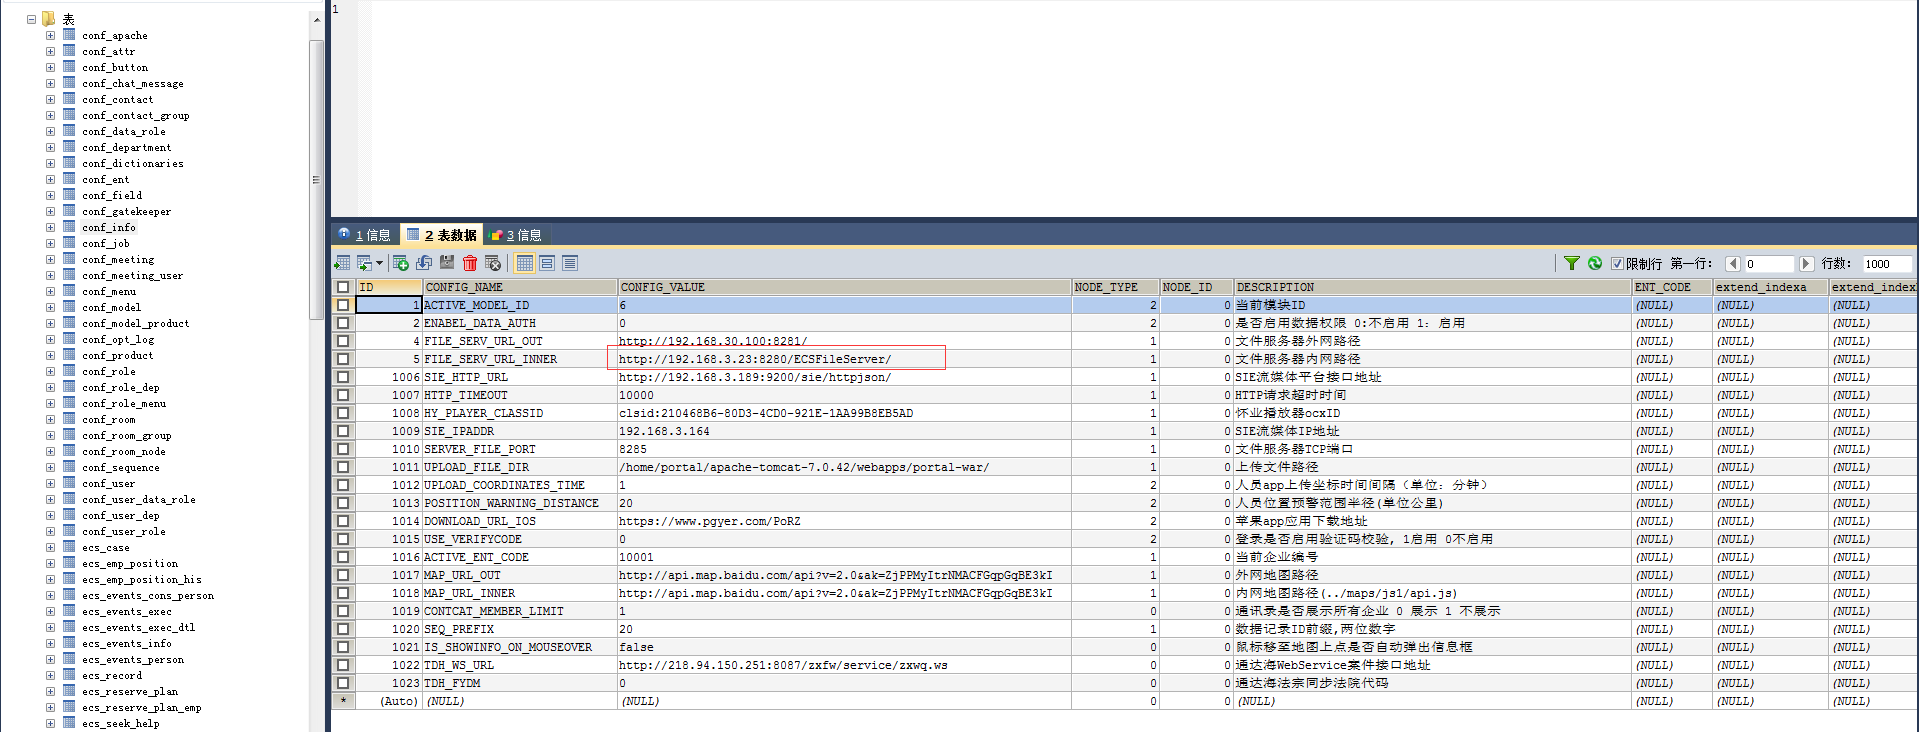 表
conf_apache
conf_attr
conf_button
conf_chat_message
conf_contact
conf_contact_group
conf_data_role
conf_department
conf_dictionaries
conf_ent
conf_field
conf_gatekeeper
conf_info
conf_job
conf_meeting
conf_meeting_user
conf_menu
conf_model
conf_model_product
conf_opt_log
conf_product
conf_role
conf_role_dep
conf_role_menu
conf_room
conf_room_group
conf_room_node
conf_sequence
conf_user
conf_user_data_role
conf_user_dep
conf_user_role
ecs_case
ecs_emp_position
ecs_emp_position_his
ecs_events_cons_person
ecs_events_exec
ecs_events_exec_dtl
ecs_events_info
ecs_events_person
ecs_record
ecs_reserve_plan
ecs_reserve_plan_emp
ecs_seek_help
1
1 信息 2 表数据 3 信息
限制行 第一行: 0 行数: 1000
ID CONFIG_NAME CONFIG_VALUE NODE_TYPE NODE_ID DESCRIPTION ENT_CODE extend_indexa extend_index
1 ACTIVE_MODEL_ID 6 2 0 当前模块ID (NULL) (NULL) (NULL)
2 ENABEL_DATA_AUTH 0 2 0 是否启用数据权限 0:不启用 1: 启用 (NULL) (NULL) (NULL)
4 FILE_SERV_URL_OUT http://192.168.30.100:8281/ 1 0 文件服务器外网路径 (NULL) (NULL) (NULL)
5 FILE_SERV_URL_INNER http://192.168.3.23:8280/ECSFileServer/ 1 0 文件服务器内网路径 (NULL) (NULL) (NULL)
1006 SIE_HTTP_URL http://192.168.3.189:9200/sie/httpjson/ 1 0 SIE流媒体平台接口地址 (NULL) (NULL) (NULL)
1007 HTTP_TIMEOUT 10000 1 0 HTTP请求超时时间 (NULL) (NULL) (NULL)
1008 HY_PLAYER_CLASSID clsid:210468B6-80D3-4CD0-921E-1AA99B8EB5AD 1 0 怀业播放器ocxID (NULL) (NULL) (NULL)
1009 SIE_IPADDR 192.168.3.164 1 0 SIE流媒体IP地址 (NULL) (NULL) (NULL)
1010 SERVER_FILE_PORT 8285 1 0 文件服务器TCP端口 (NULL) (NULL) (NULL)
1011 UPLOAD_FILE_DIR /home/portal/apache-tomcat-7.0.42/webapps/portal-war/ 1 0 上传文件路径 (NULL) (NULL) (NULL)
1012 UPLOAD_COORDINATES_TIME 1 2 0 人员app上传坐标时间间隔（单位：分钟） (NULL) (NULL) (NULL)
1013 POSITION_WARNING_DISTANCE 20 2 0 人员位置预警范围半径(单位公里) (NULL) (NULL) (NULL)
1014 DOWNLOAD_URL_IOS https://www.pgyer.com/PoRZ 2 0 苹果app应用下载地址 (NULL) (NULL) (NULL)
1015 USE_VERIFYCODE 0 2 0 登录是否启用验证码校验, 1启用 0不启用 (NULL) (NULL) (NULL)
1016 ACTIVE_ENT_CODE 10001 1 0 当前企业编号 (NULL) (NULL) (NULL)
1017 MAP_URL_OUT http://api.map.baidu.com/api?v=2.0&ak=ZjPPMyItrNMACFGqpGqBE3kI 1 0 外网地图路径 (NULL) (NULL) (NULL)
1018 MAP_URL_INNER http://api.map.baidu.com/api?v=2.0&ak=ZjPPMyItrNMACFGqpGqBE3kI 1 0 内网地图路径(../maps/js1/api.js) (NULL) (NULL) (NULL)
1019 CONTCAT_MEMBER_LIMIT 1 0 0 通讯录是否展示所有企业 0 展示 1 不展示 (NULL) (NULL) (NULL)
1020 SEQ_PREFIX 20 1 0 数据记录ID前缀,两位数字 (NULL) (NULL) (NULL)
1021 IS_SHOWINFO_ON_MOUSEOVER false 0 0 鼠标移至地图上点是否自动弹出信息框 (NULL) (NULL) (NULL)
1022 TDH_WS_URL http://218.94.150.251:8087/zxfw/service/zxwq.ws 0 0 通达海WebService案件接口地址 (NULL) (NULL) (NULL)
1023 TDH_FYDM 0 0 0 通达海法宗同步法院代码 (NULL) (NULL) (NULL)
* (Auto) (NULL) (NULL) 0 0 (NULL) (NULL) (NULL) (NULL)